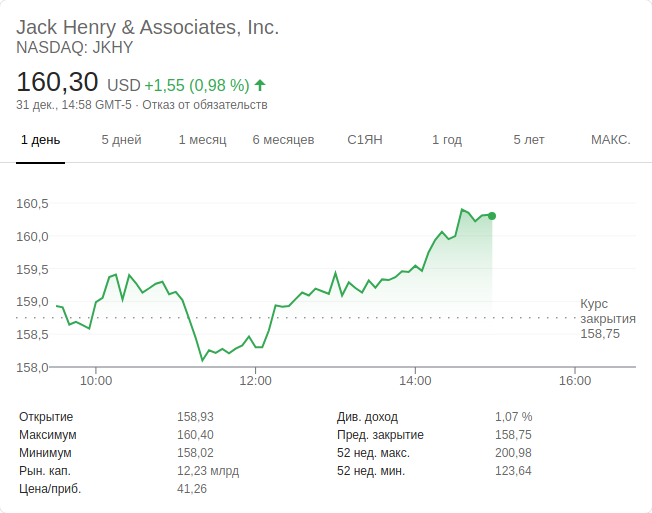 Jack Henry & Associates, Inc.
NASDAQ: JKHY
160,30 USD +1,55 (0,98 %)
31 дек., 14:58 GMT-5 · Отказ от обязательств
1 день 5 дней 1 месяц 6 месяцев С1ЯН 1 год 5 лет МАКС.
160,5
160,0
159,5
159,0
158,5
158,0
Курс
закрытия
158,75
10:00 12:00 14:00 16:00
Открытие 158,93 Див. доход 1,07 %
Максимум 160,40 Пред. закрытие 158,75
Минимум 158,02 52 нед. макс. 200,98
Рын. кап. 12,23 млрд 52 нед. мин. 123,64
Цена/приб. 41,26